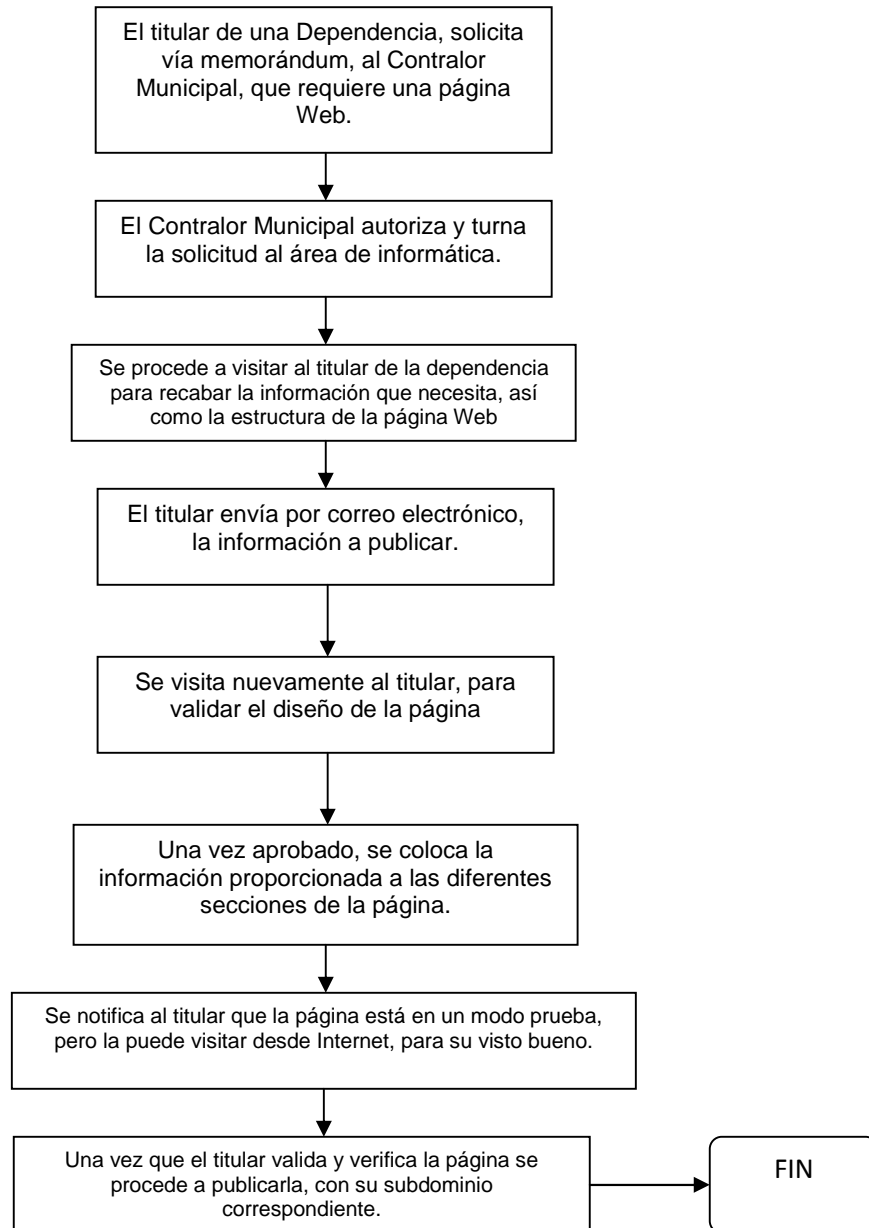 El titular de una Dependencia, solicita
vía memorándum, al Contralor
Municipal, que requiere una página
Web.
El Contralor Municipal autoriza y turna
la solicitud al área de informática.
Se procede a visitar al titular de la dependencia
para recabar la información que necesita, así
como la estructura de la página Web
El titular envía por correo electrónico,
la información a publicar.
Se visita nuevamente al titular, para
validar el diseño de la página
Una vez aprobado, se coloca la
información proporcionada a las diferentes
secciones de la página.
Se notifica al titular que la página está en un modo prueba,
pero la puede visitar desde Internet, para su visto bueno.
Una vez que el titular valida y verifica la página se
procede a publicarla, con su subdominio
correspondiente.
FIN